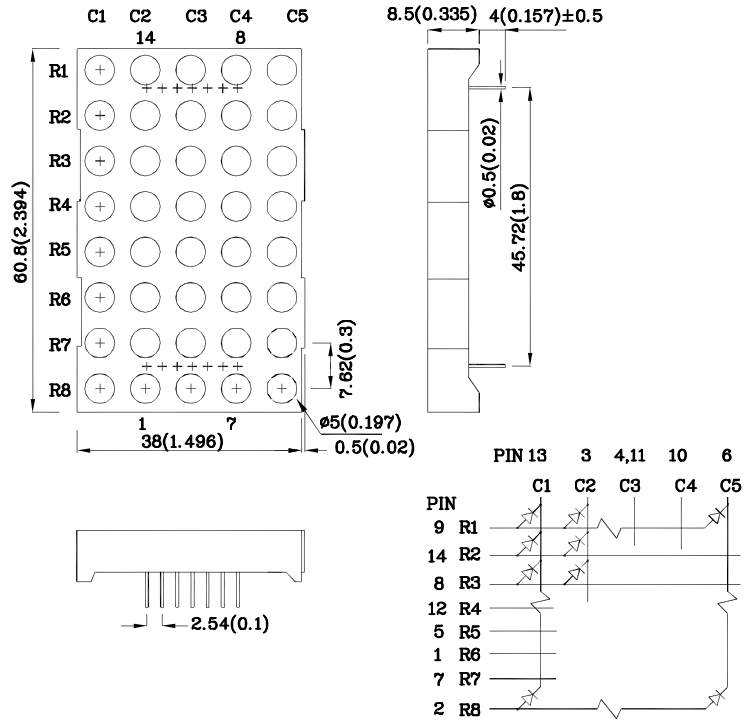 C1 C2 C3 C4 C5
14 8
R1
R2
R3
R4
R5
R6
R7
R8
60.8(2.394)
7.62(0.3)
1 7
ø5(0.197)
38(1.496)
0.5(0.02)
8.5(0.335) 4(0.157)±0.5
ø0.5(0.02)
45.72(1.8)
2.54(0.1)
PIN 13 3 4,11 10 6
C1 C2 C3 C4 C5
PIN
9 R1
14 R2
8 R3
12 R4
5 R5
1 R6
7 R7
2 R8